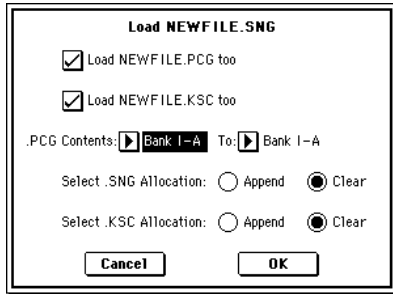 Load NEWFILE.SNG
Load NEWFILE.PCG too
Load NEWFILE.KSC too
.PCG Contents: Bank I-A To: Bank I-A
Select .SNG Allocation: Append Clear
Select .KSC Allocation: Append Clear
Cancel OK